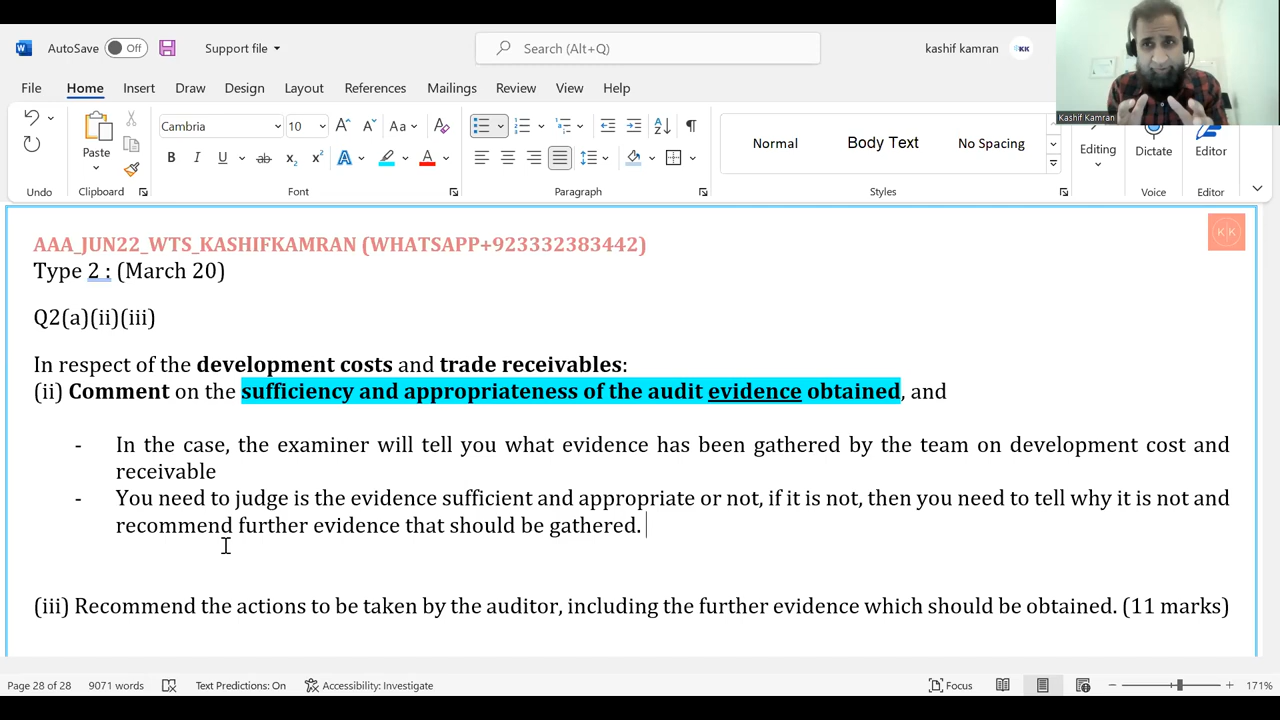 AutoSave Off Support file Search (Alt+Q) kashif kamran KK
File Home Insert Draw Design Layout References Mailings Review View Help
Kashif Kamran
Paste Cambria 10 Aa A Normal Body Text No Spacing Editing Dictate Editor
Undo Clipboard Font Paragraph Styles Voice Editor
AAA_JUN22_WTS_KASHIFKAMRAN (WHATSAPP+923332383442)
K K
Type 2 : (March 20)
Q2(a)(ii)(iii)
In respect of the development costs and trade receivables:
(ii) Comment on the sufficiency and appropriateness of the audit evidence obtained, and
- In the case, the examiner will tell you what evidence has been gathered by the team on development cost and
receivable
- You need to judge is the evidence sufficient and appropriate or not, if it is not, then you need to tell why it is not and
recommend further evidence that should be gathered.
(iii) Recommend the actions to be taken by the auditor, including the further evidence which should be obtained. (11 marks)
Page 28 of 28 9071 words Text Predictions: On Accessibility: Investigate Focus 171%